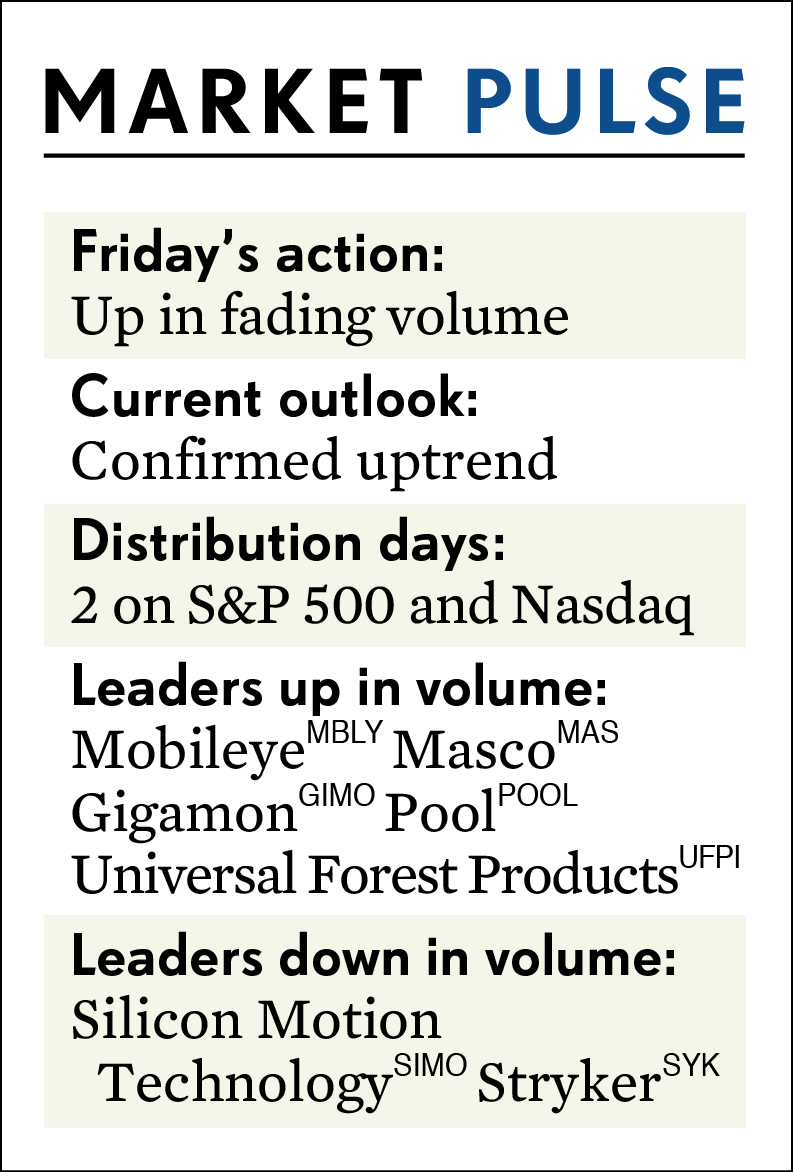 MARKET PULSE
Friday’s action:
Up in fading volume
Current outlook:
Confirmed uptrend
Distribution days:
2 on S&P 500 and Nasdaq
Leaders up in volume:
Mobileye MBLY Masco MAS
Gigamon GIMO Pool POOL
Universal Forest Products UFPI
Leaders down in volume:
Silicon Motion
Technology SIMO Stryker SYK